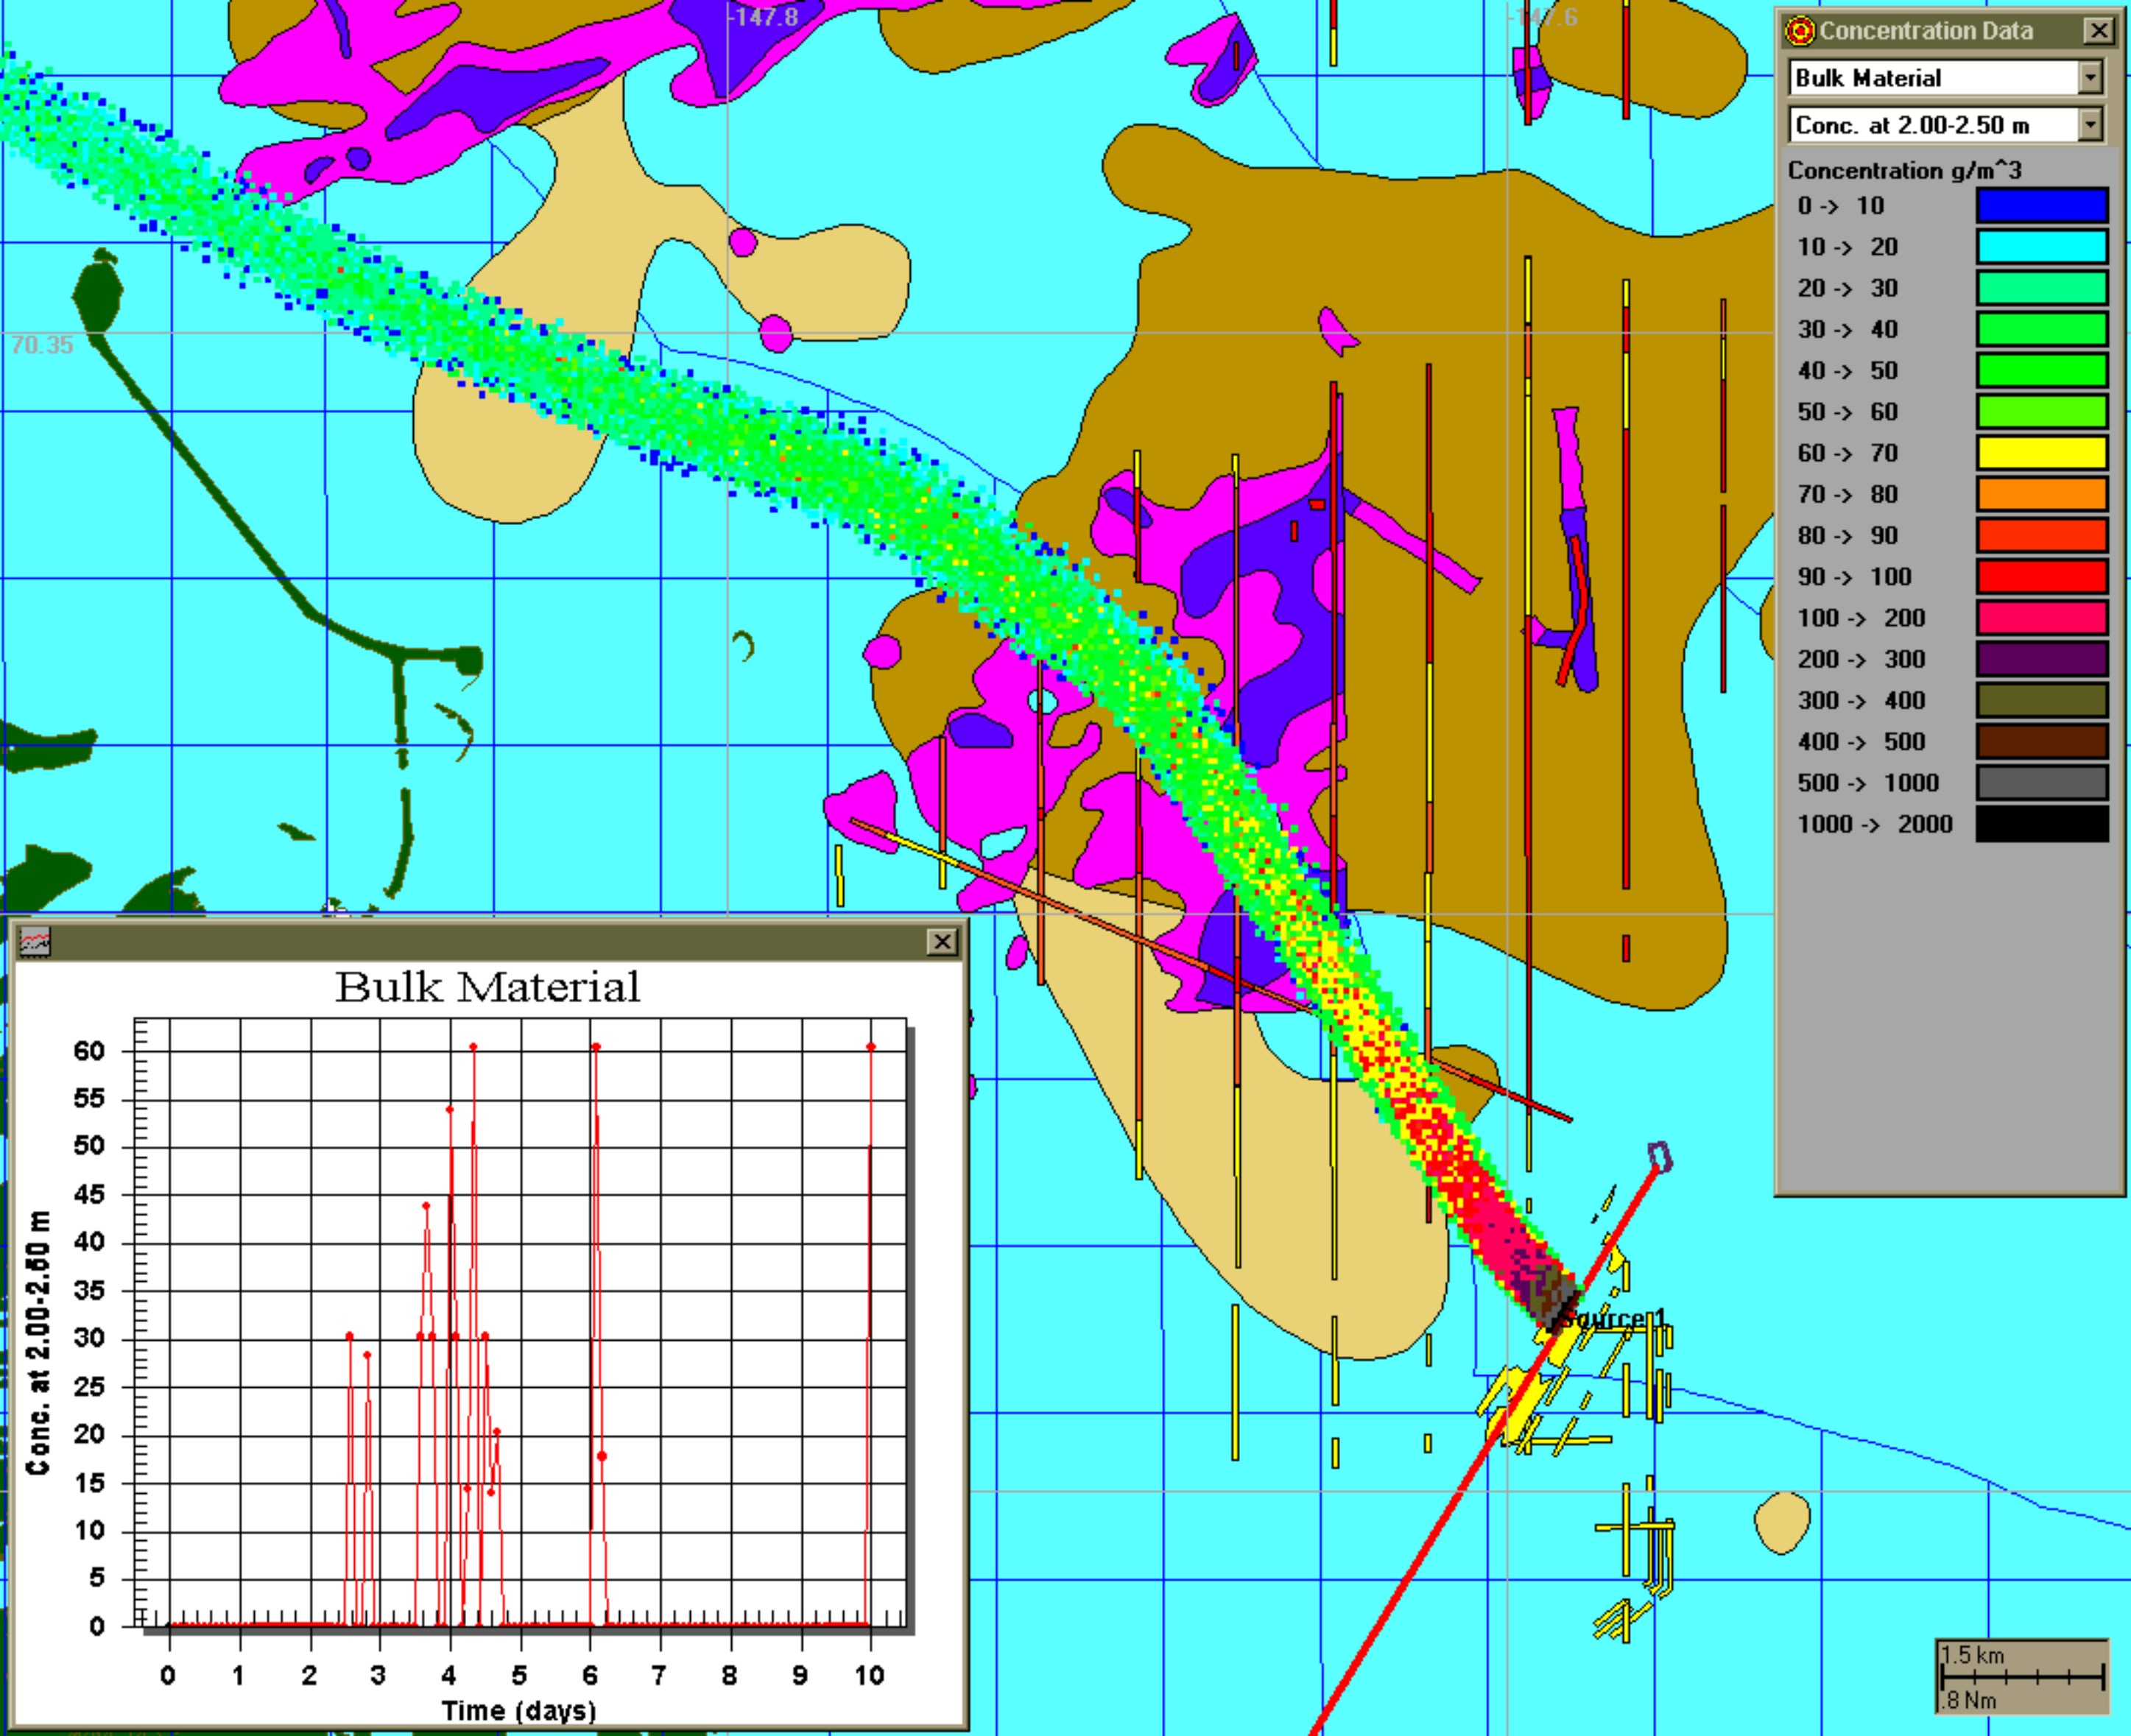 -147.8
-147.6
70.35
Source 1
Concentration Data
Bulk Material
Conc. at 2.00-2.50 m
Concentration g/m^3
0 -> 10
10 -> 20
20 -> 30
30 -> 40
40 -> 50
50 -> 60
60 -> 70
70 -> 80
80 -> 90
90 -> 100
100 -> 200
200 -> 300
300 -> 400
400 -> 500
500 -> 1000
1000 -> 2000
Bulk Material
Conc. at 2.00-2.50 m
60
55
50
45
40
35
30
25
20
15
10
5
0
0 1 2 3 4 5 6 7 8 9 10
Time (days)
1.5 km
.8 Nm